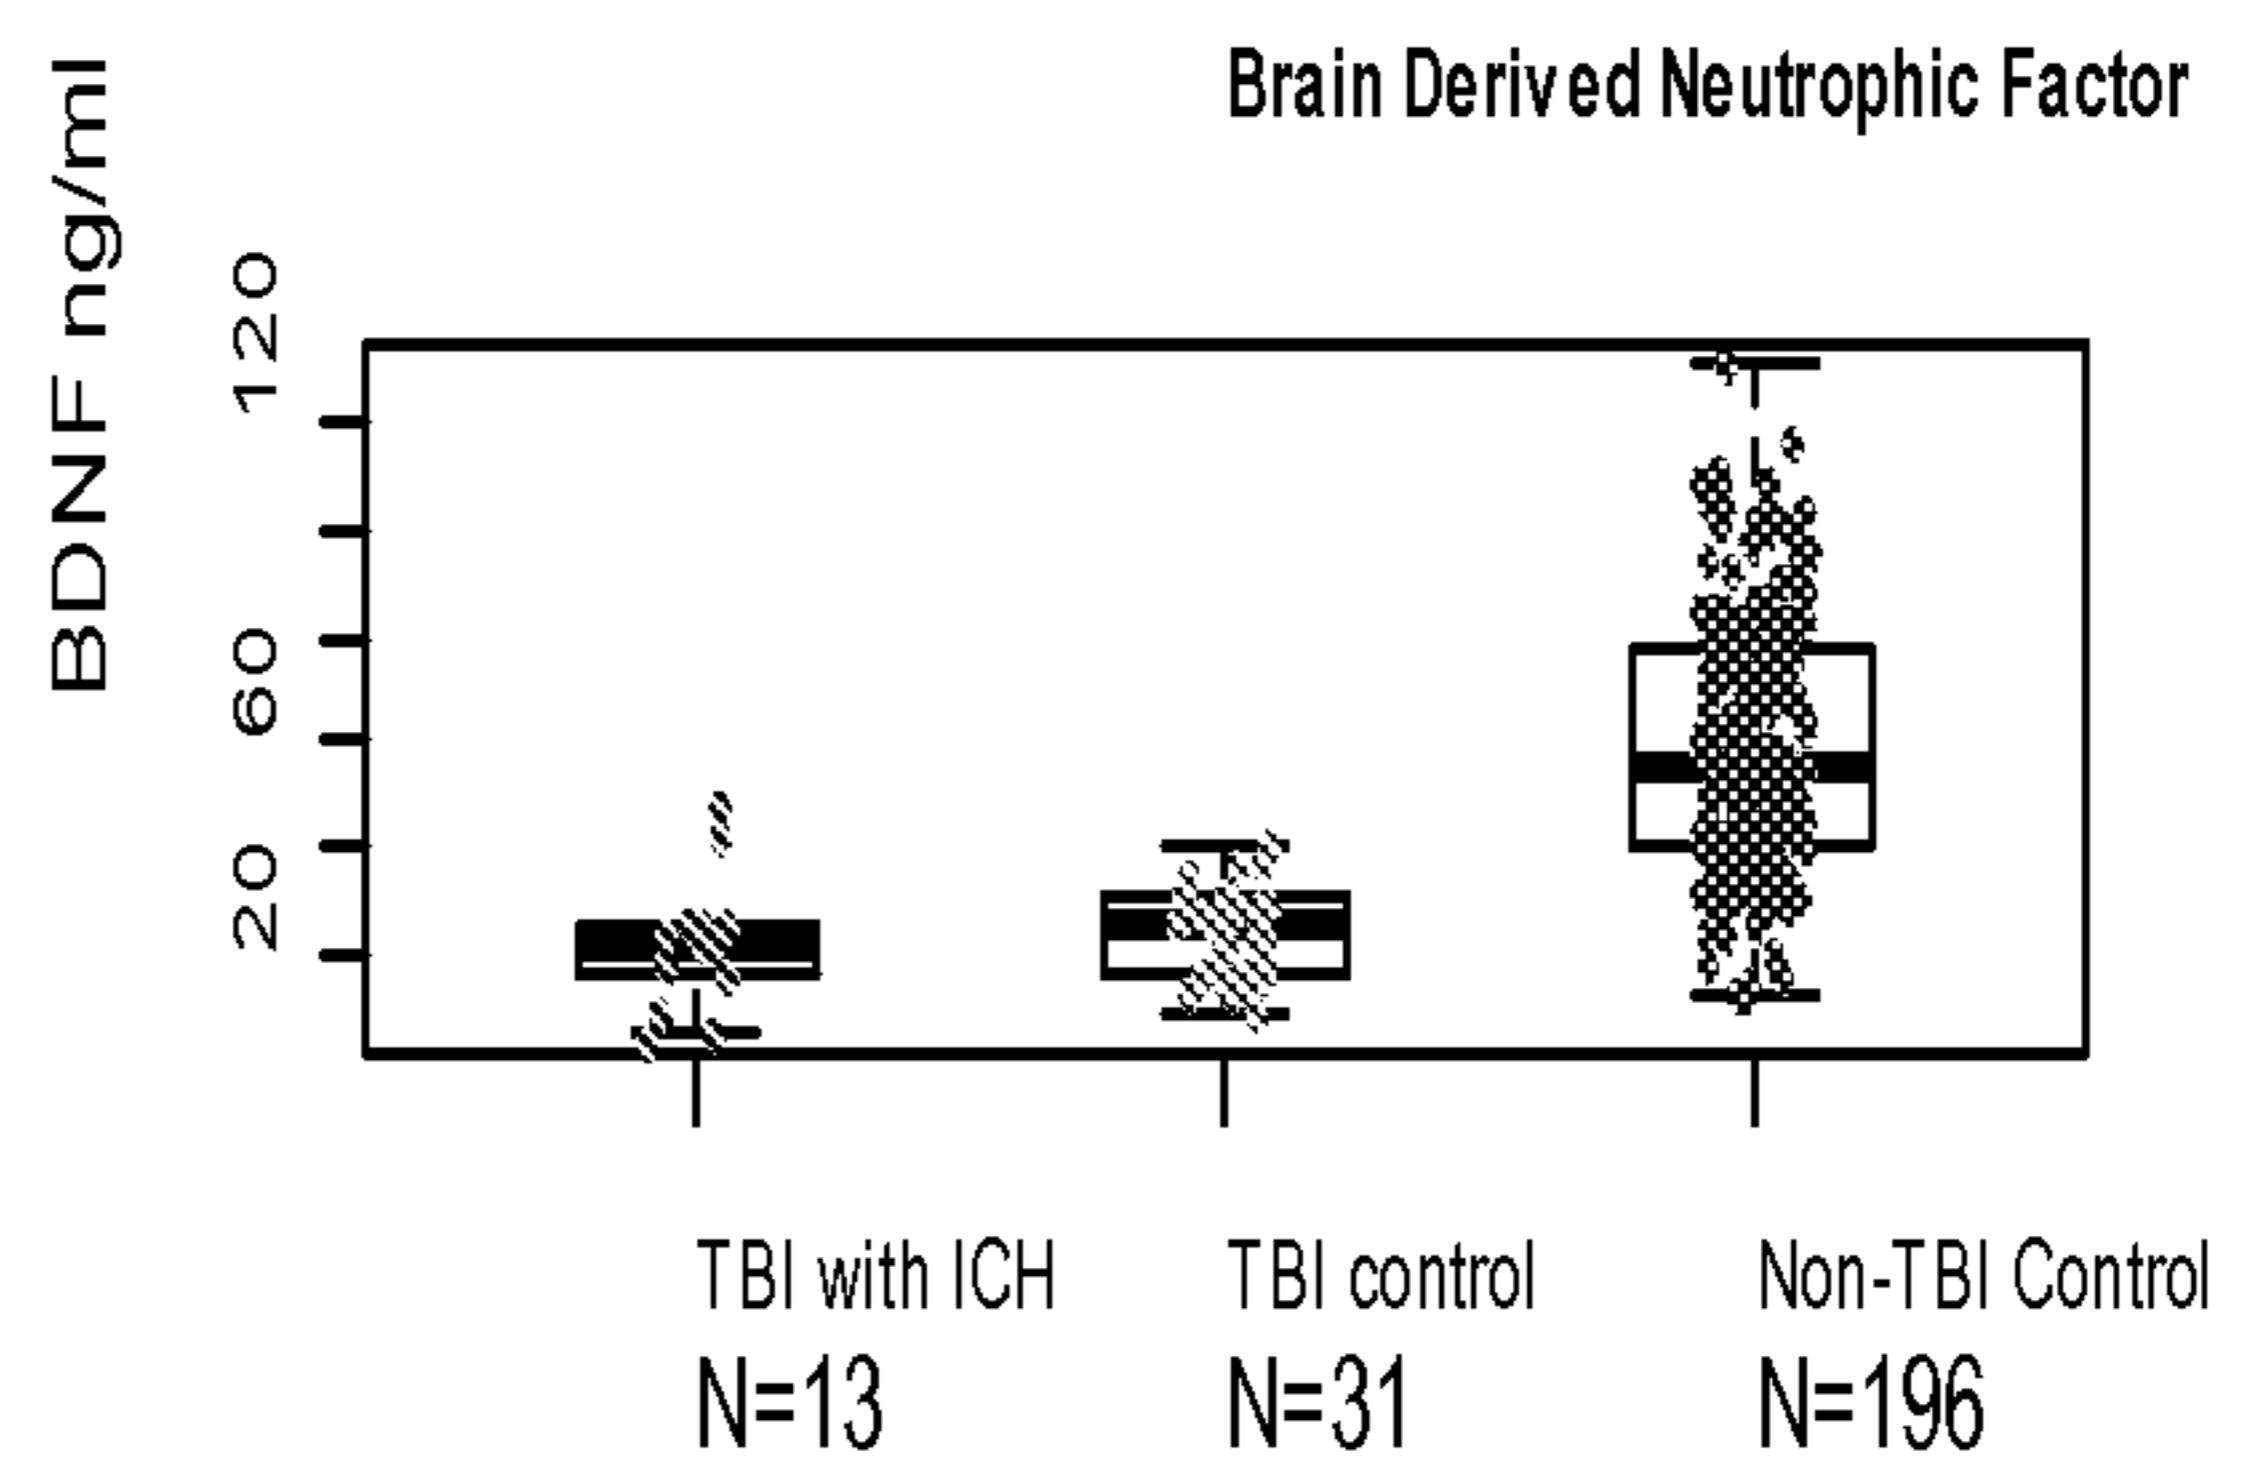 Brain Derived Neutrophic Factor
BDNF ng/ml
120
60
20
TBI with ICH
N=13
TBI control
N=31
Non-TBI Control
N=196